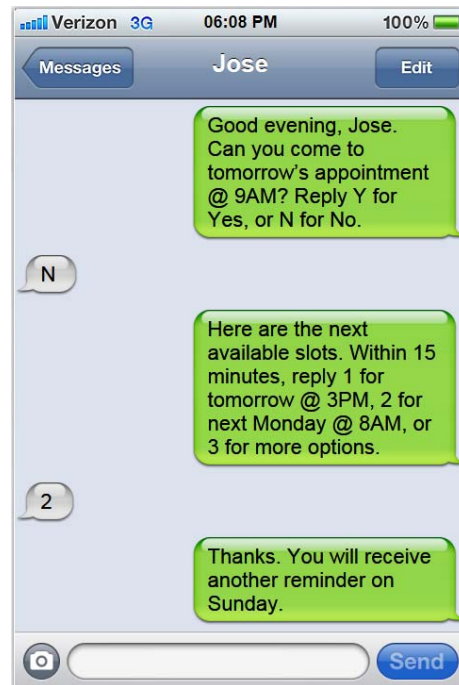 Verizon 3G 06:08 PM 100%
Messages Jose Edit
Good evening, Jose.
Can you come to
tomorrow's appointment
@ 9AM? Reply Y for
Yes, or N for No.
N
Here are the next
available slots. Within 15
minutes, reply 1 for
tomorrow @ 3PM, 2 for
next Monday @ 8AM, or
3 for more options.
2
Thanks. You will receive
another reminder on
Sunday.
Send